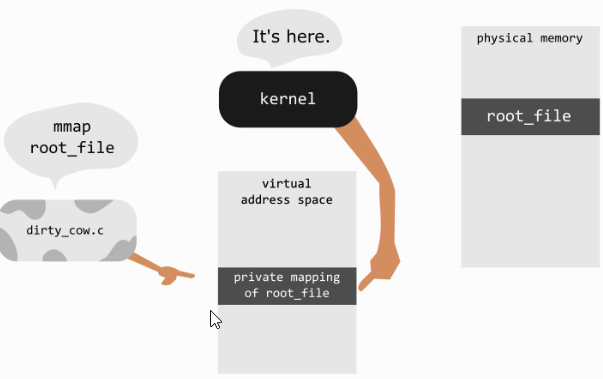 It's here.
kernel
physical memory
root_file
mmap
root_file
dirty_cow.c
virtual
address space
private mapping
of root_file